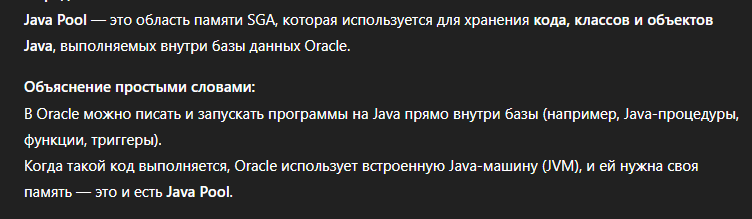 Java Pool — это область памяти SGA, которая используется для хранения кода, классов и объектов
Java, выполняемых внутри базы данных Oracle.
Объяснение простыми словами:
В Oracle можно писать и запускать программы на Java прямо внутри базы (например, Java-процедуры,
функции, триггеры).
Когда такой код выполняется, Oracle использует встроенную Java-машину (JVM), и ей нужна своя
память — это и есть Java Pool.